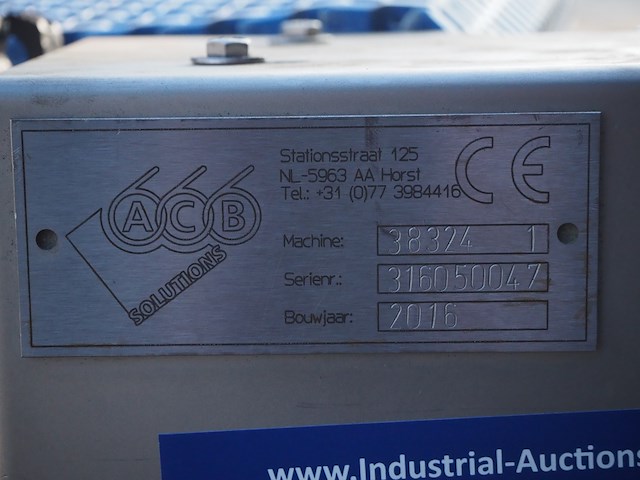 ACB
SOLUTIONS
Stationsstraat 125
NL-5963 AA Horst
Tel.: +31 (0)77 3984416
CE
Machine: 38324 1
Serienr.: 316050047
Bouwjaar: 2016
www.Industrial-Auctions